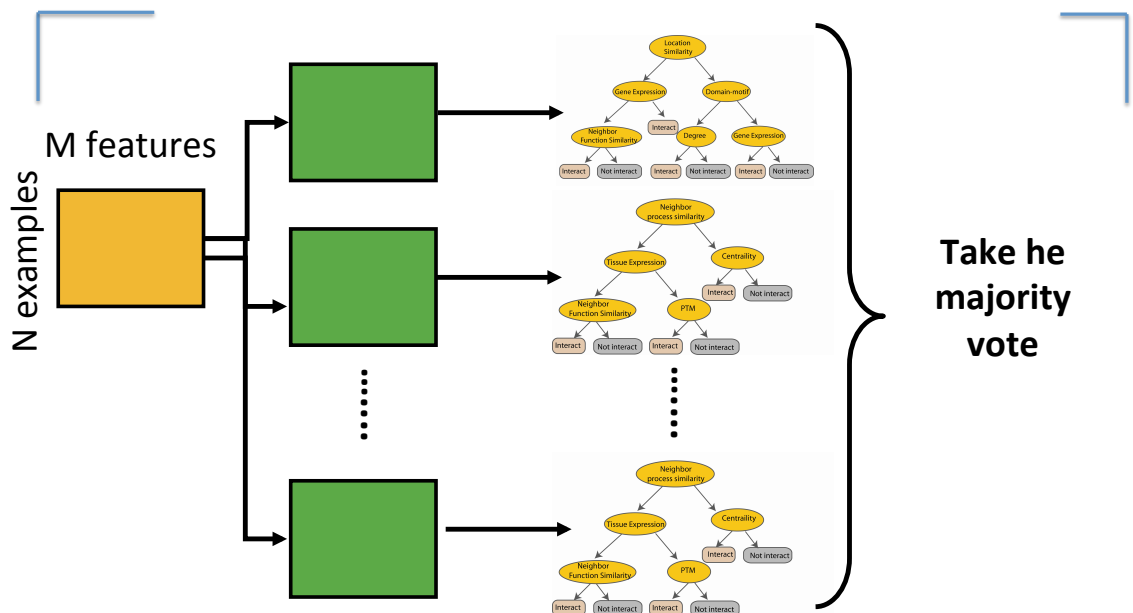 M features
N examples
Location
Similarity
Gene Expression
Domain-motif
Interact
Neighbor
Function Similarity
Degree
Gene Expression
Interact
Not interact
Interact
Not interact
Interact
Not interact
Neighbor
process similarity
Tissue Expression
Centraility
Interact
Not interact
Neighbor
Function Similarity
PTM
Interact
Not interact
Interact
Not interact
Neighbor
process similarity
Tissue Expression
Centraility
Interact
Not interact
Neighbor
Function Similarity
PTM
Interact
Not interact
Interact
Not interact
Take he
majority
vote